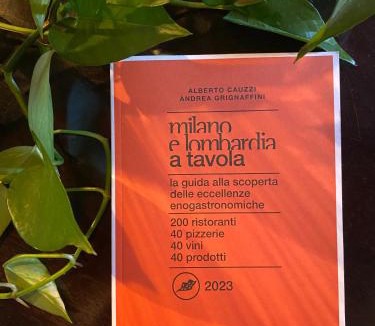 ALBERTO CAUZZI
ANDREA GRIGNAFFINI
milano
e lombardia
a tavola
la guida alla scoperta
delle eccellenze
enogastronomiche
200 ristoranti
40 pizzerie
40 vini
40 prodotti
2023